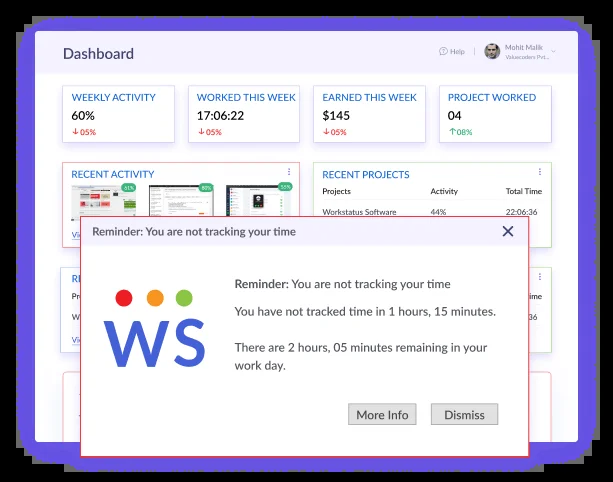 Dashboard
Help
Mohit Malik
Valuecoders Pvt...
WEEKLY ACTIVITY
60%
05%
WORKED THIS WEEK
17:06:22
05%
EARNED THIS WEEK
$145
05%
PROJECT WORKED
04
08%
RECENT ACTIVITY
61%
80%
55%
RECENT PROJECTS
Projects Activity Total Time
Workstatus Software 44% 22:06:36
Reminder: You are not tracking your time
WS
Reminder: You are not tracking your time
You have not tracked time in 1 hours, 15 minutes.
There are 2 hours, 05 minutes remaining in your
work day.
More Info
Dismiss